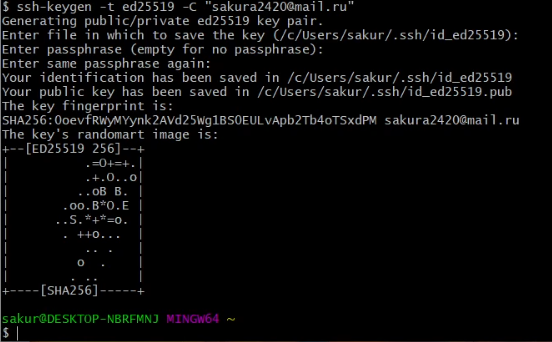 $ ssh-keygen -t ed25519 -C "sakura2420@mail.ru"
Generating public/private ed25519 key pair.
Enter file in which to save the key (/c/Users/sakur/.ssh/id_ed25519):
Enter passphrase (empty for no passphrase):
Enter same passphrase again:
Your identification has been saved in /c/Users/sakur/.ssh/id_ed25519
Your public key has been saved in /c/Users/sakur/.ssh/id_ed25519.pub
The key fingerprint is:
SHA256:OoevfRWyMYynk2AVd25Wg1BSOEULvApb2Tb4oTSxdPM sakura2420@mail.ru
The key's randomart image is:
+--[ED25519 256]--+
|          .=O+=+.|
|          .+.O..o|
|         ..oB B. |
|       .oo.B*O.E |
|      ..S.*+*=o. |
|       . ++o...  |
|          .. .   |
|         o  .    |
|        . ..     |
+----[SHA256]-----+
sakur@DESKTOP-NBRFMNJ MINGW64 ~
$